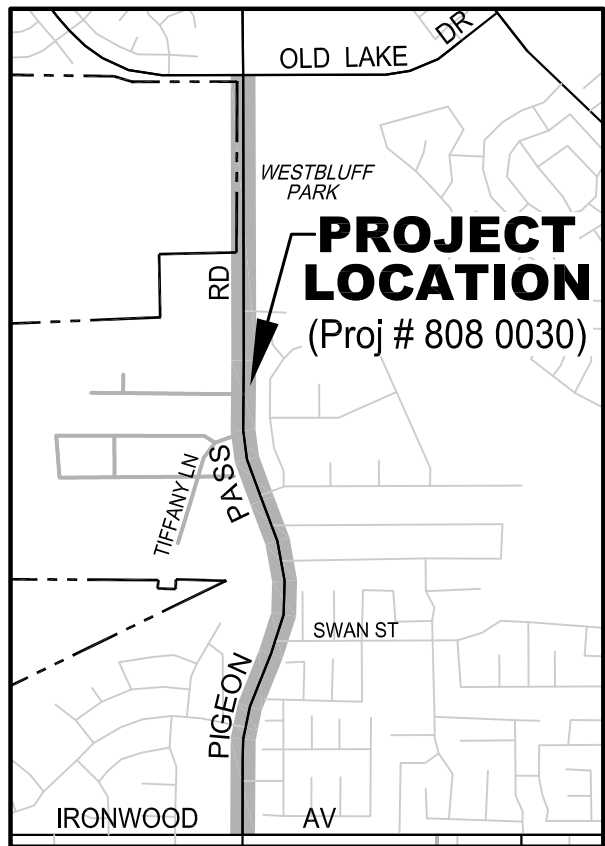 OLD LAKE DR
WESTBLUFF
PARK
PROJECT
LOCATION
(Proj # 808 0030)
PIGEON PASS RD
TIFFANY LN
SWAN ST
IRONWOOD AV